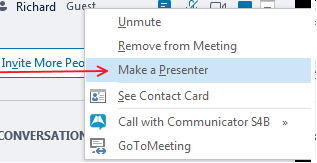 Richard Guest
Unmute
Remove from Meeting
Invite More Peo
Make a Presenter
See Contact Card
CONVERSATION
Call with Communicator S4B »
GoToMeeting